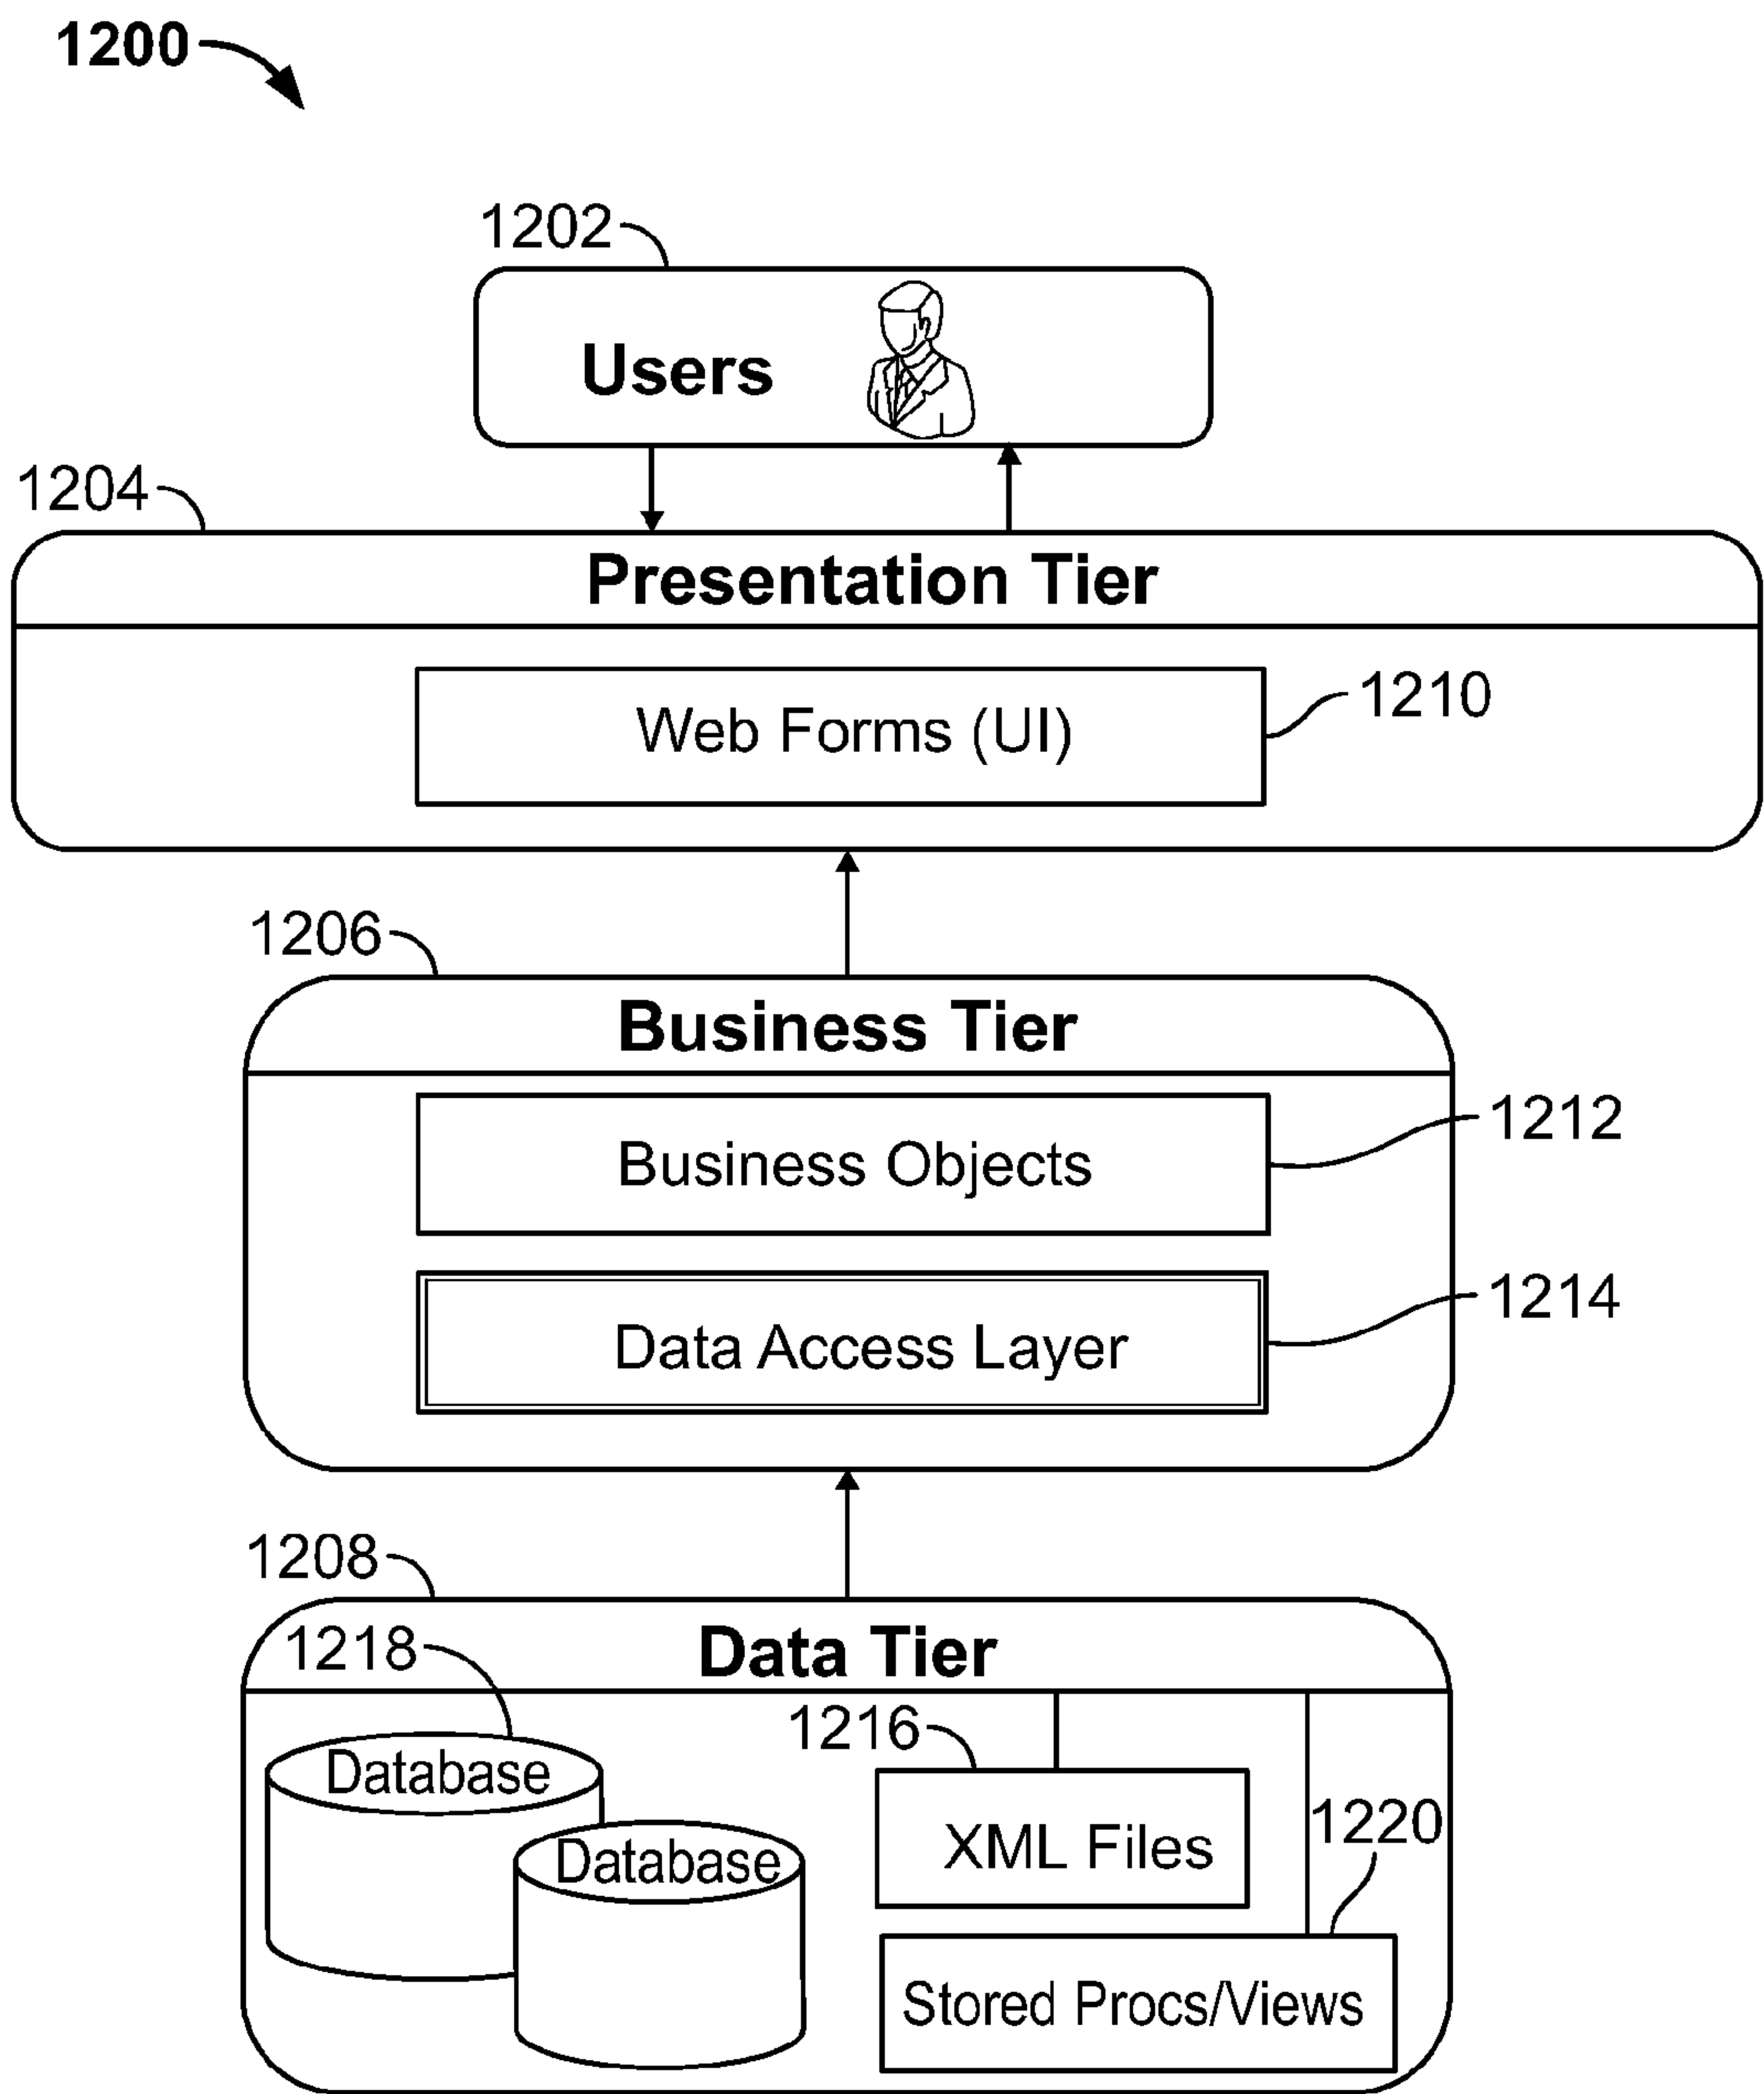 1200
1202
Users
1204
Presentation Tier
Web Forms (UI)
1210
1206
Business Tier
Business Objects
1212
Data Access Layer
1214
1208
Data Tier
1218
1216
Database
Database
XML Files
1220
Stored Procs/Views